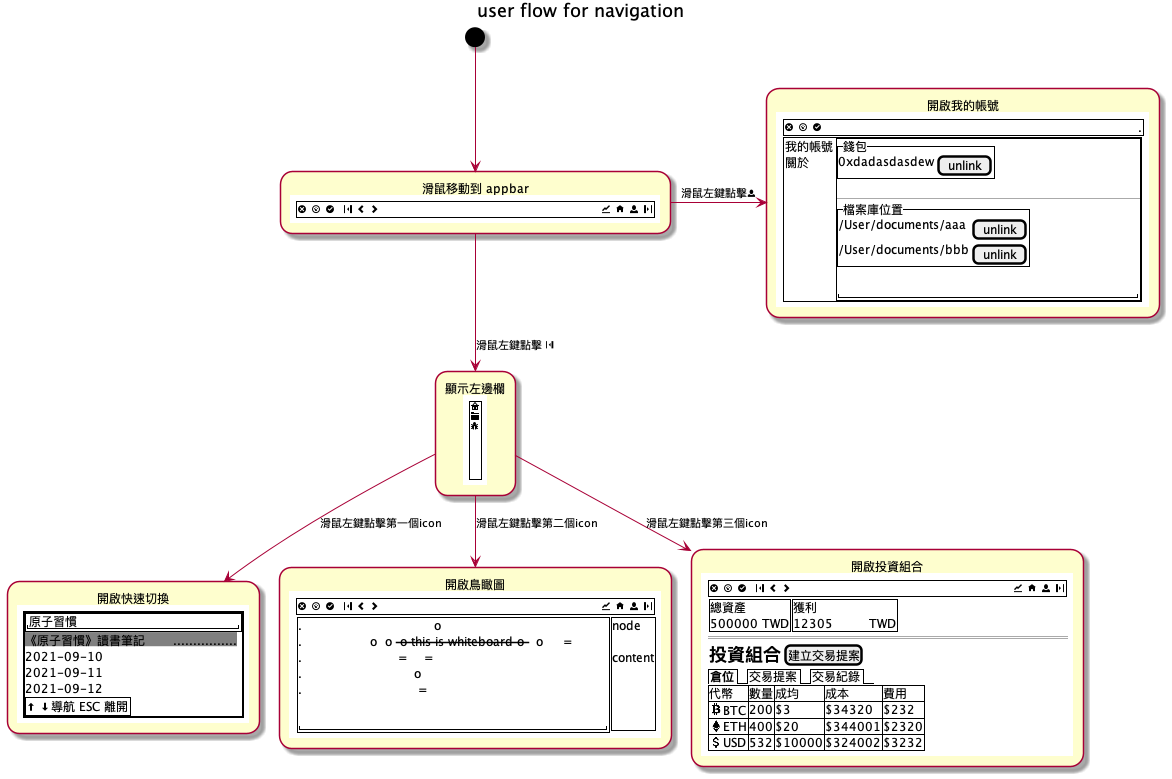 user flow for navigation
開啟我的帳號
我的帳號
關於
錢包
0xdadasdasdew unlink
檔案庫位置
/User/documents/aaa unlink
/User/documents/bbb unlink
滑鼠移動到 appbar
滑鼠左鍵點擊
滑鼠左鍵點擊
顯示左邊欄
滑鼠左鍵點擊第一個icon
滑鼠左鍵點擊第二個icon
滑鼠左鍵點擊第三個icon
開啟快速切換
原子習慣
《原子習慣》讀書筆記 ................
2021-09-10
2021-09-11
2021-09-12
導航 ESC 離開
開啟鳥瞰圖
. o
. o o o this is whiteboard o o =
. = =
. o
. =
node
content
開啟投資組合
總資產 獲利
500000 TWD 12305 TWD
投資組合 建立交易提案
倉位 交易提案 交易紀錄
代幣 數量 成均 成本 費用
BTC 200 $3 $34320 $232
ETH 400 $20 $344001 $2320
USD 532 $10000 $324002 $3232